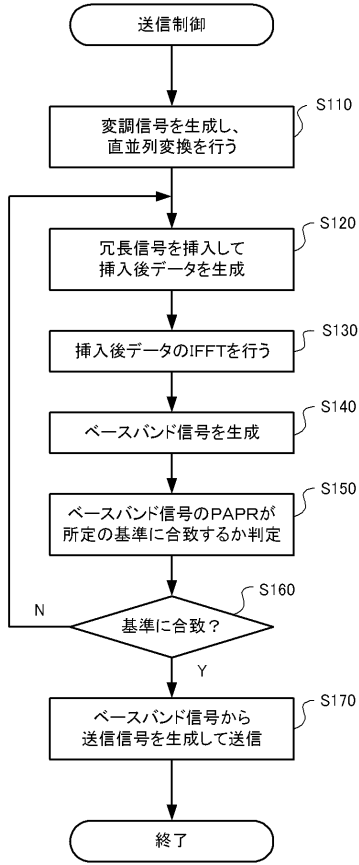 送信制御
S110
変調信号を生成し、
直並列変換を行う
S120
冗長信号を挿入して
挿入後データを生成
S130
挿入後データのIFFTを行う
S140
ベースバンド信号を生成
S150
ベースバンド信号のPAPRが
所定の基準に合致するか判定
S160
N
基準に合致?
Y
S170
ベースバンド信号から
送信信号を生成して送信
終了